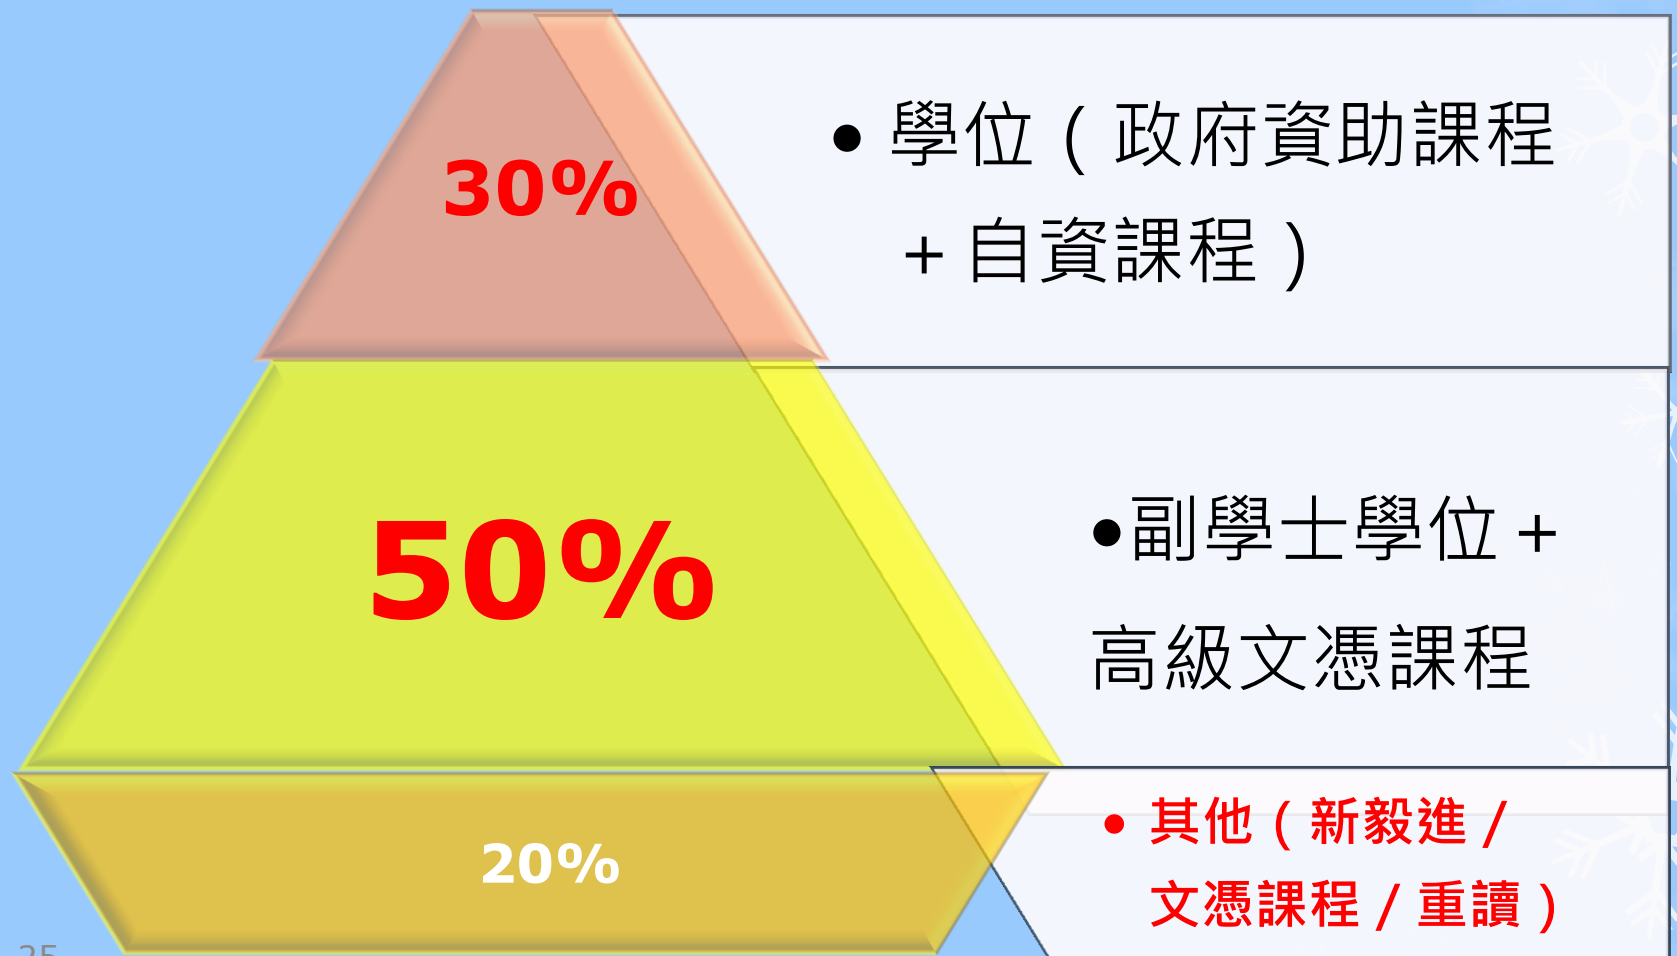 30%
• 學位（政府資助課程
+自資課程）
50%
•副學士學位+
高級文憑課程
20%
• 其他（新毅進/
文憑課程/重讀）
25